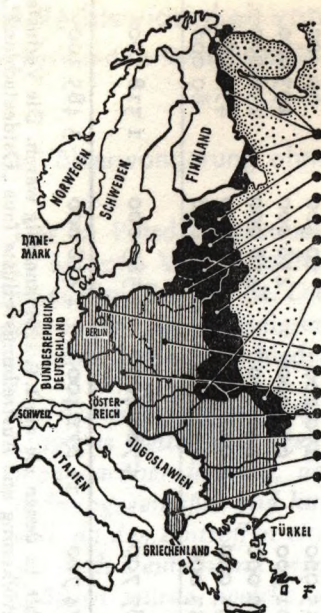 NORWEGEN
SCHWEDEN
FINNLAND
DÄNE-
MARK
BUNDESREPUBLIK
DEUTSCHLAND
BERLIN
SCHWEIZ
ÖSTER-
REICH
ITALIEN
JUGOSLAWIEN
GRIECHENLAND
TÜRKEI